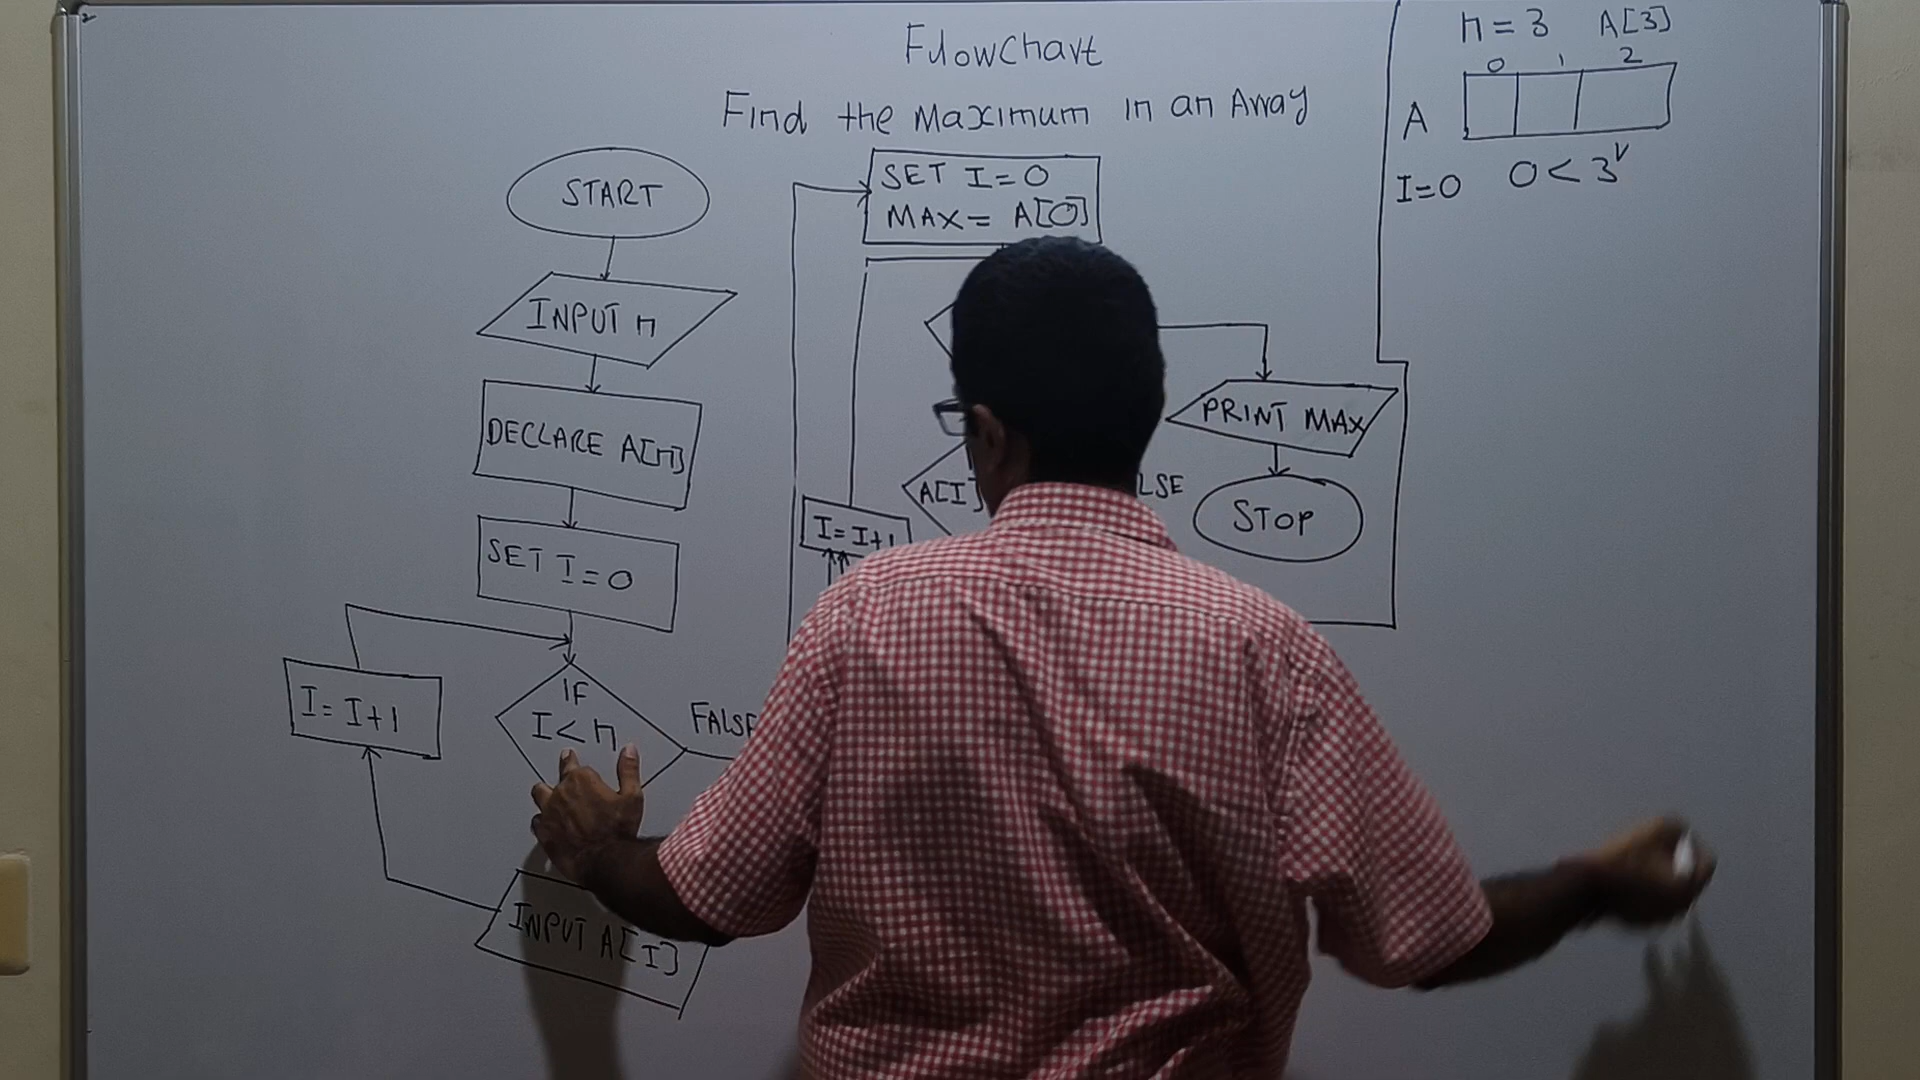 Flowchart
Find the Maximum in an Array
START
INPUT n
DECLARE A[n]
SET I=0
IF
I<n
FALSE
INPUT A[I]
I=I+1
SET I=0
MAX= A[0]
A[I]
I=I+1
PRINT MAX
STOP
n=3 A[3]
0 1 2
A
I=0 0<3